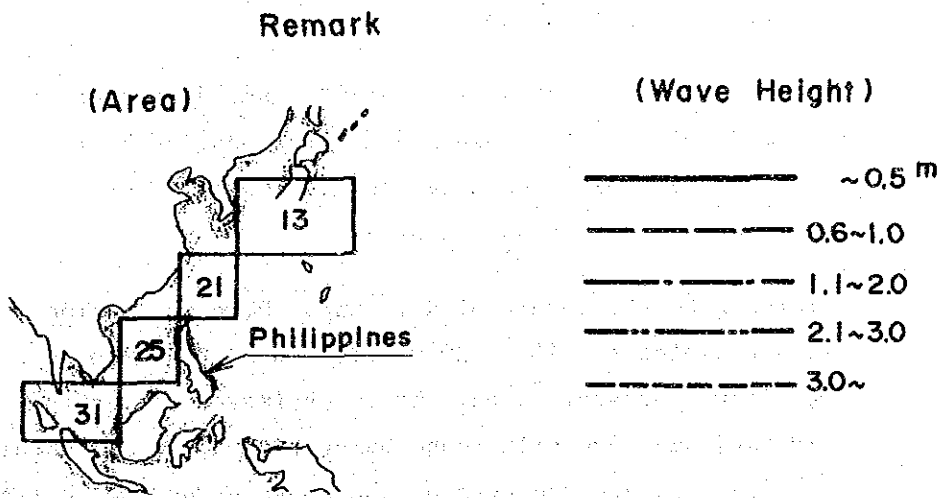 Remark
(Area)
(Wave Height)
~0.5 m
13
0.6~1.0
21
1.1~2.0
Philippines
2.1~3.0
25
3.0~
31